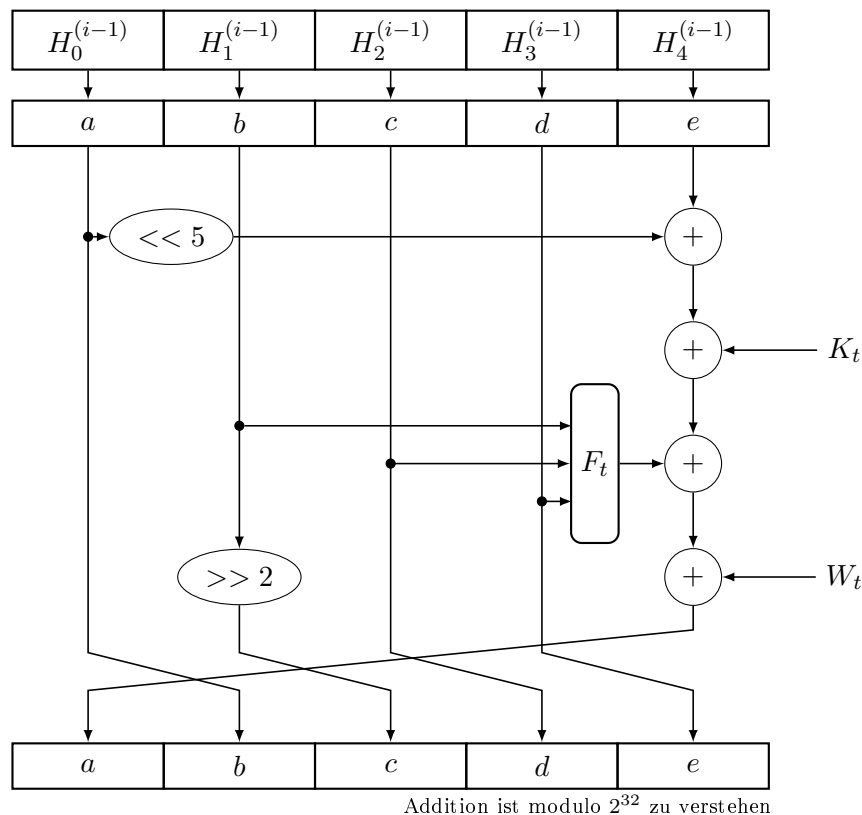 H_0^{(i−1)} H_1^{(i−1)} H_2^{(i−1)} H_3^{(i−1)} H_4^{(i−1)}
a b c d e
<< 5 +
+ K_t
F_t +
>> 2 + W_t
a b c d e
Addition ist modulo 2^{32} zu verstehen